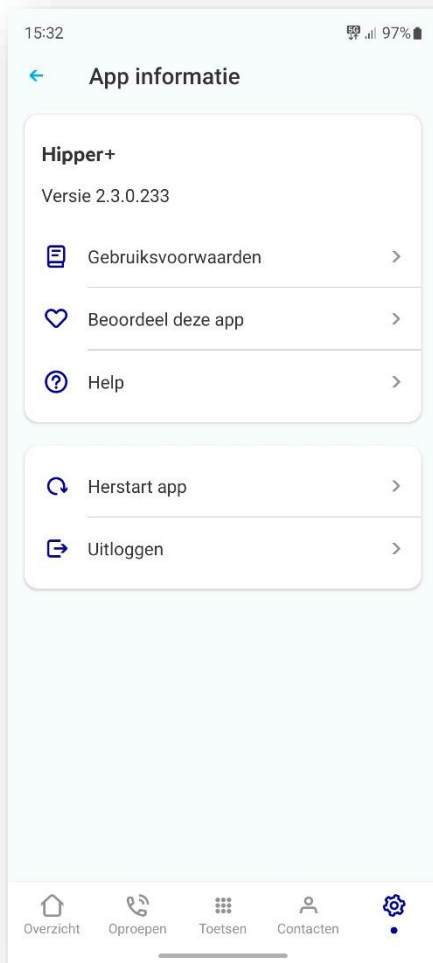 15:32 5G 97%
App informatie
Hipper+
Versie 2.3.0.233
Gebruiksvoorwaarden
Beoordeel deze app
Help
Herstart app
Uitloggen
Overzicht Oproepen Toetsen Contacten